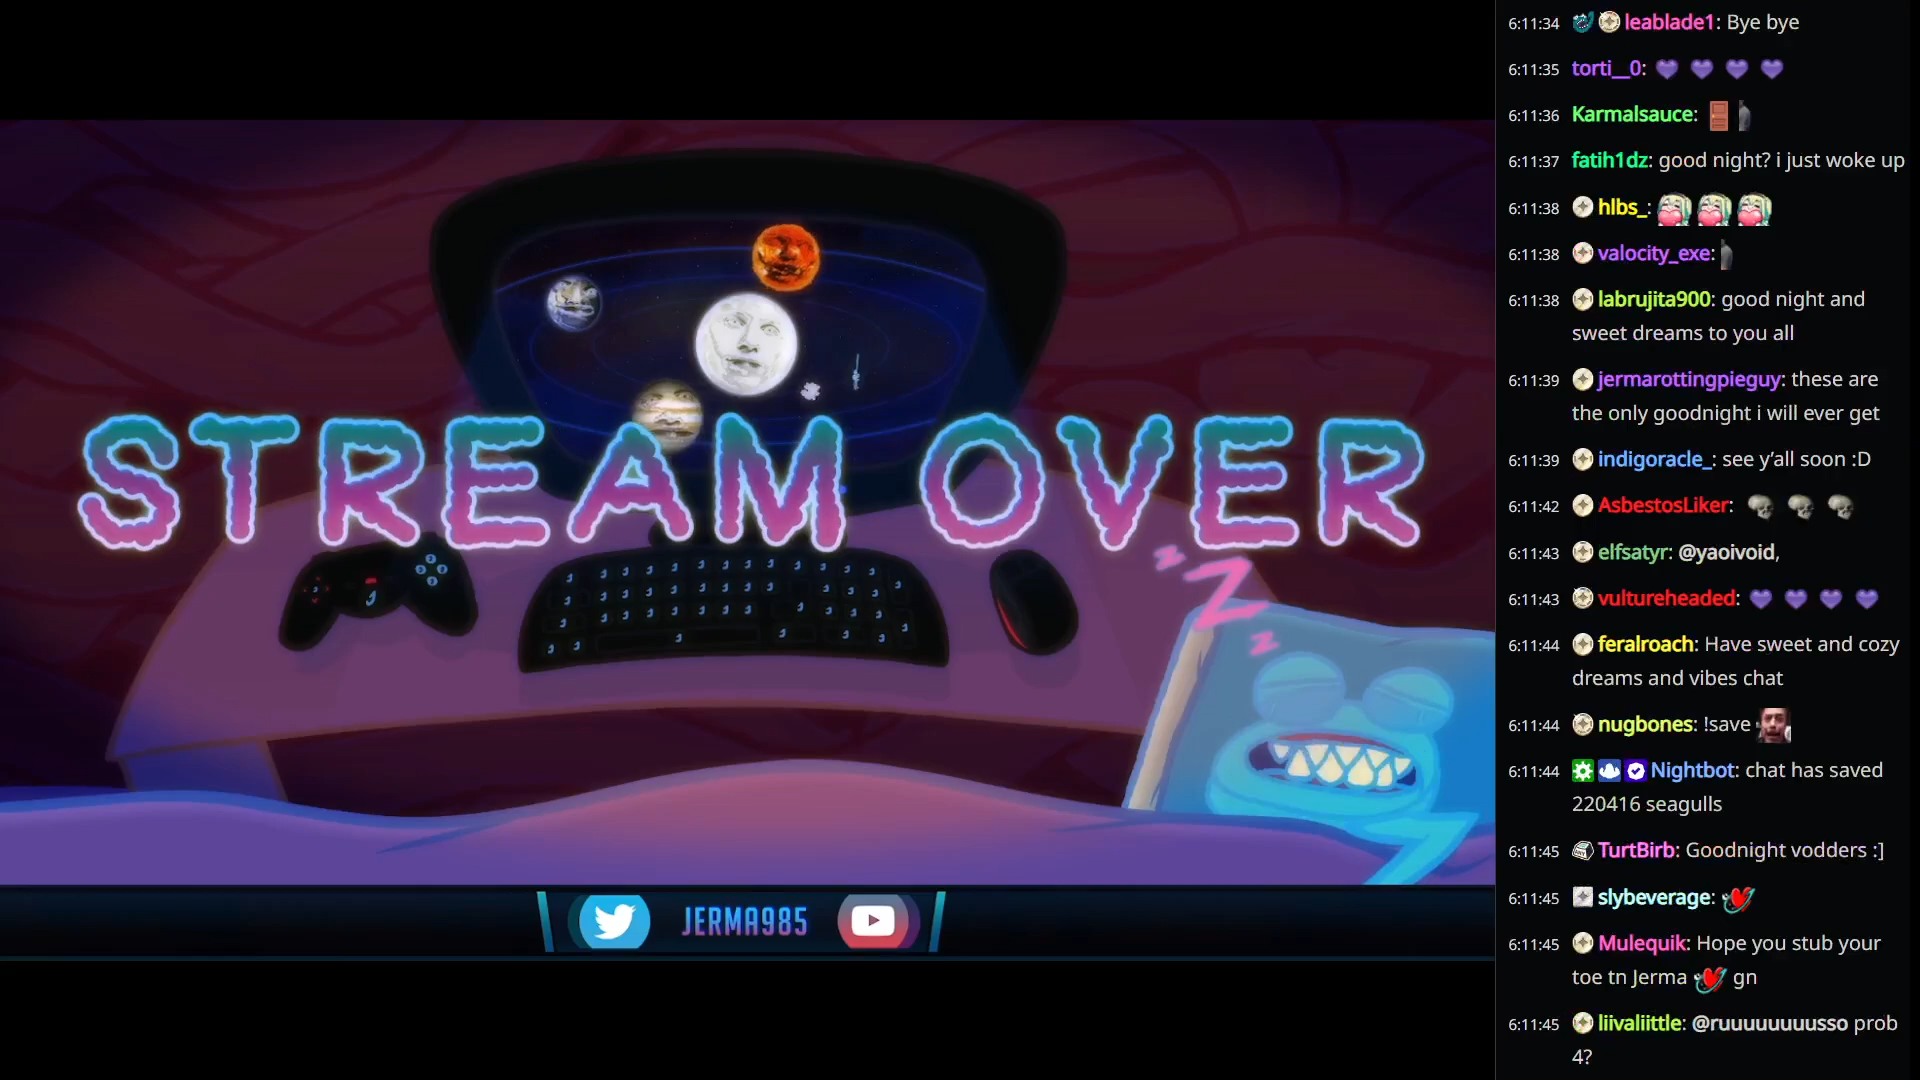 STREAM OVER
z
Z
z
JERMA985
6:11:34 leablade1: Bye bye
6:11:35 torti__0:
6:11:36 Karmalsauce:
6:11:37 fatih1dz: good night? i just woke up
6:11:38 hlbs_:
6:11:38 valocity_exe:
6:11:38 labrujita900: good night and
sweet dreams to you all
6:11:39 jermarottingpieguy: these are
the only goodnight i will ever get
6:11:39 indigoracle_: see y’all soon :D
6:11:42 AsbestosLiker:
6:11:43 elfsatyr: @yaoivoid,
6:11:43 vultureheaded:
6:11:44 feralroach: Have sweet and cozy
dreams and vibes chat
6:11:44 nugbones: !save
6:11:44 Nightbot: chat has saved
220416 seagulls
6:11:45 TurtBirb: Goodnight vodders :]
6:11:45 slybeverage:
6:11:45 Mulequik: Hope you stub your
toe tn Jerma gn
6:11:45 liivaliittle: @ruuuuuuuusso prob
4?